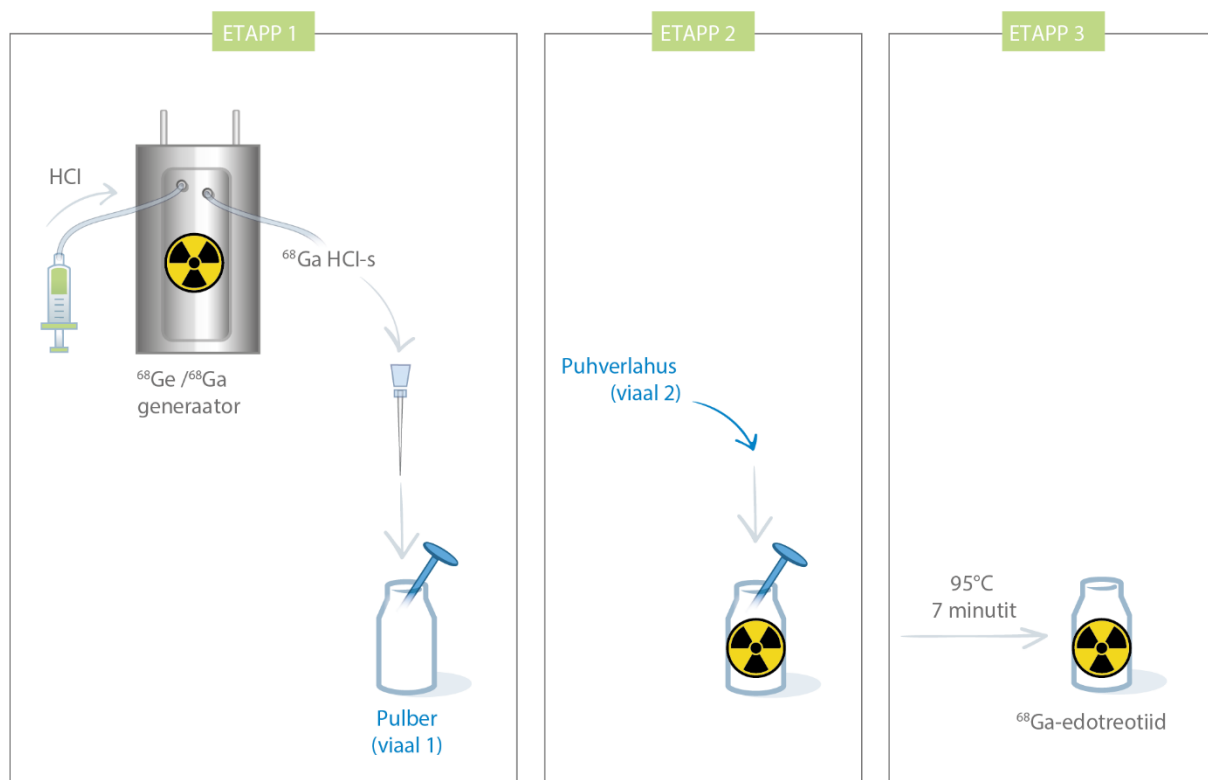 ETAPP 1
HCl
⁶⁸Ga HCl-s
⁶⁸Ge /⁶⁸Ga
generaator
Pulber
(viaal 1)
ETAPP 2
Puhverlahus
(viaal 2)
ETAPP 3
95°C
7 minutit
⁶⁸Ga-edotreotiid